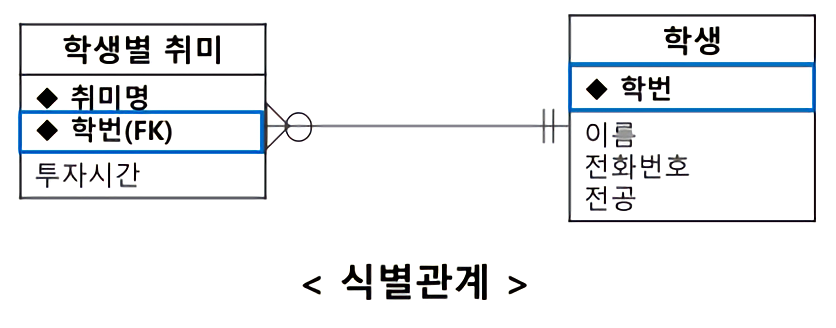 학생별 취미
◆ 취미명
◆ 학번(FK)
투자시간
학생
◆ 학번
이름
전화번호
전공
< 식별관계 >